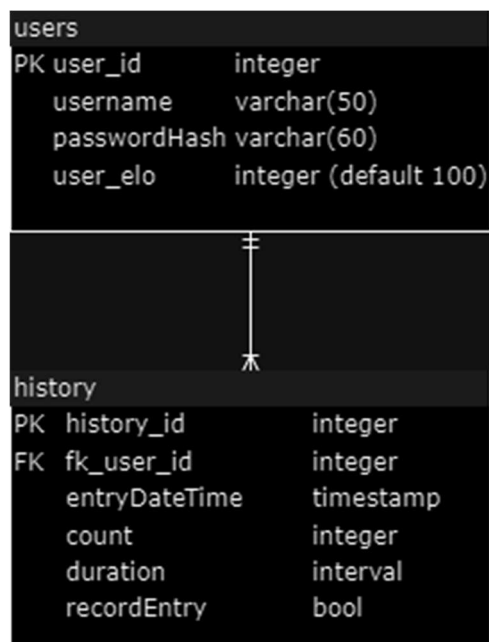 users
PK user_id integer
username varchar(50)
passwordHash varchar(60)
user_elo integer (default 100)
history
PK history_id integer
FK fk_user_id integer
entryDateTime timestamp
count integer
duration interval
recordEntry bool